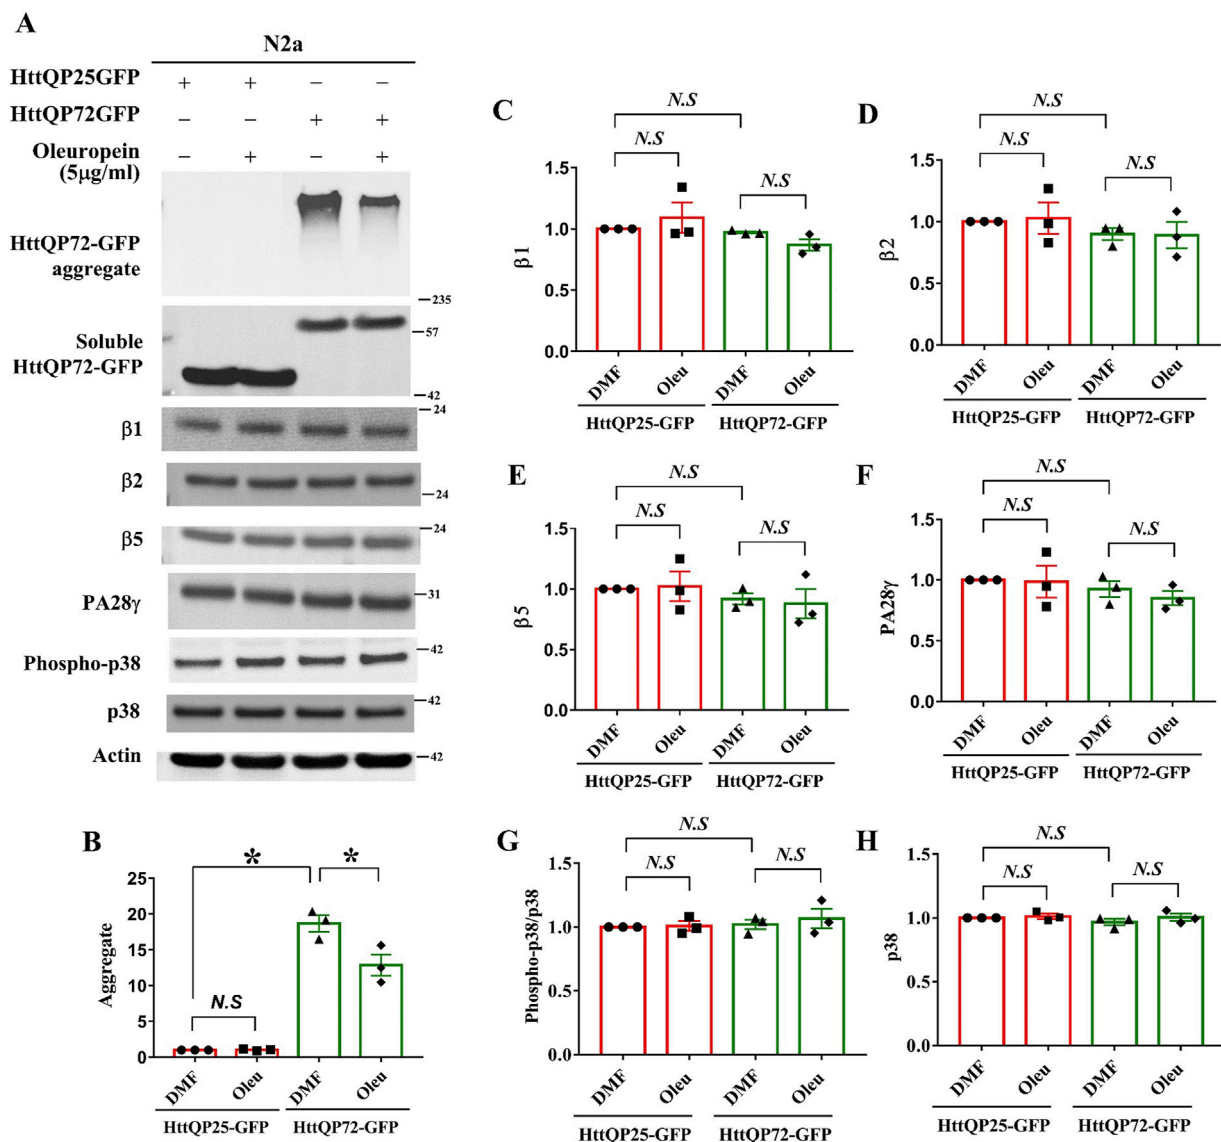 A
N2a
HttQP25GFP + + – –
HttQP72GFP – – + +
Oleuropein – + – +
(5μg/ml)
HttQP72-GFP
aggregate
235
57
Soluble
HttQP72-GFP
42
24
β1
β2
24
24
β5
PA28γ
31
42
Phospho-p38
42
p38
Actin
42
B
*
*
N.S
Aggregate
25
20
15
10
5
0
DMF
Oleu
DMF
Oleu
HttQP25-GFP
HttQP72-GFP
C
N.S
N.S
N.S
β1
1.5
1.0
0.5
0.0
DMF
Oleu
DMF
Oleu
HttQP25-GFP
HttQP72-GFP
D
N.S
N.S
N.S
β2
1.5
1.0
0.5
0.0
DMF
Oleu
DMF
Oleu
HttQP25-GFP
HttQP72-GFP
E
N.S
N.S
N.S
β5
1.5
1.0
0.5
0.0
DMF
Oleu
DMF
Oleu
HttQP25-GFP
HttQP72-GFP
F
N.S
N.S
N.S
PA28γ
1.5
1.0
0.5
0.0
DMF
Oleu
DMF
Oleu
HttQP25-GFP
HttQP72-GFP
G
N.S
N.S
N.S
Phospho-p38/p38
1.5
1.0
0.5
0.0
DMF
Oleu
DMF
Oleu
HttQP25-GFP
HttQP72-GFP
H
N.S
N.S
N.S
p38
1.5
1.0
0.5
0.0
DMF
Oleu
DMF
Oleu
HttQP25-GFP
HttQP72-GFP